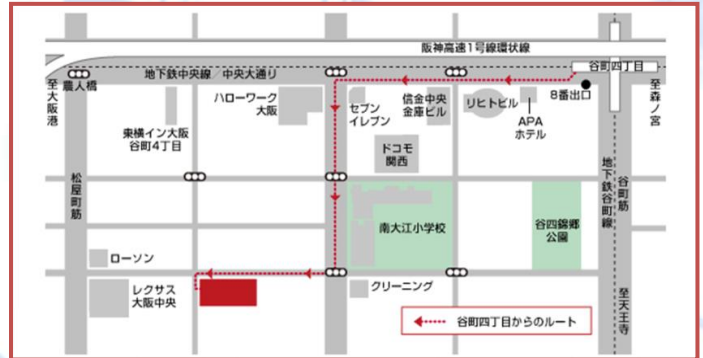 阪神高速1号線環状線
地下鉄中央線／中央大通り
谷町四丁目
至大阪港
農人橋
ハローワーク
大阪
セブン
イレブン
信金中央
金庫ビル
リヒトビル
APA
ホテル
8番出口
至森ノ宮
東横イン大阪
谷町4丁目
ドコモ
関西
松屋町筋
地下鉄谷町線
谷町筋
南大江小学校
谷四錦郷
公園
ローソン
レクサス
大阪中央
クリーニング
至天王寺
谷町四丁目からのルート